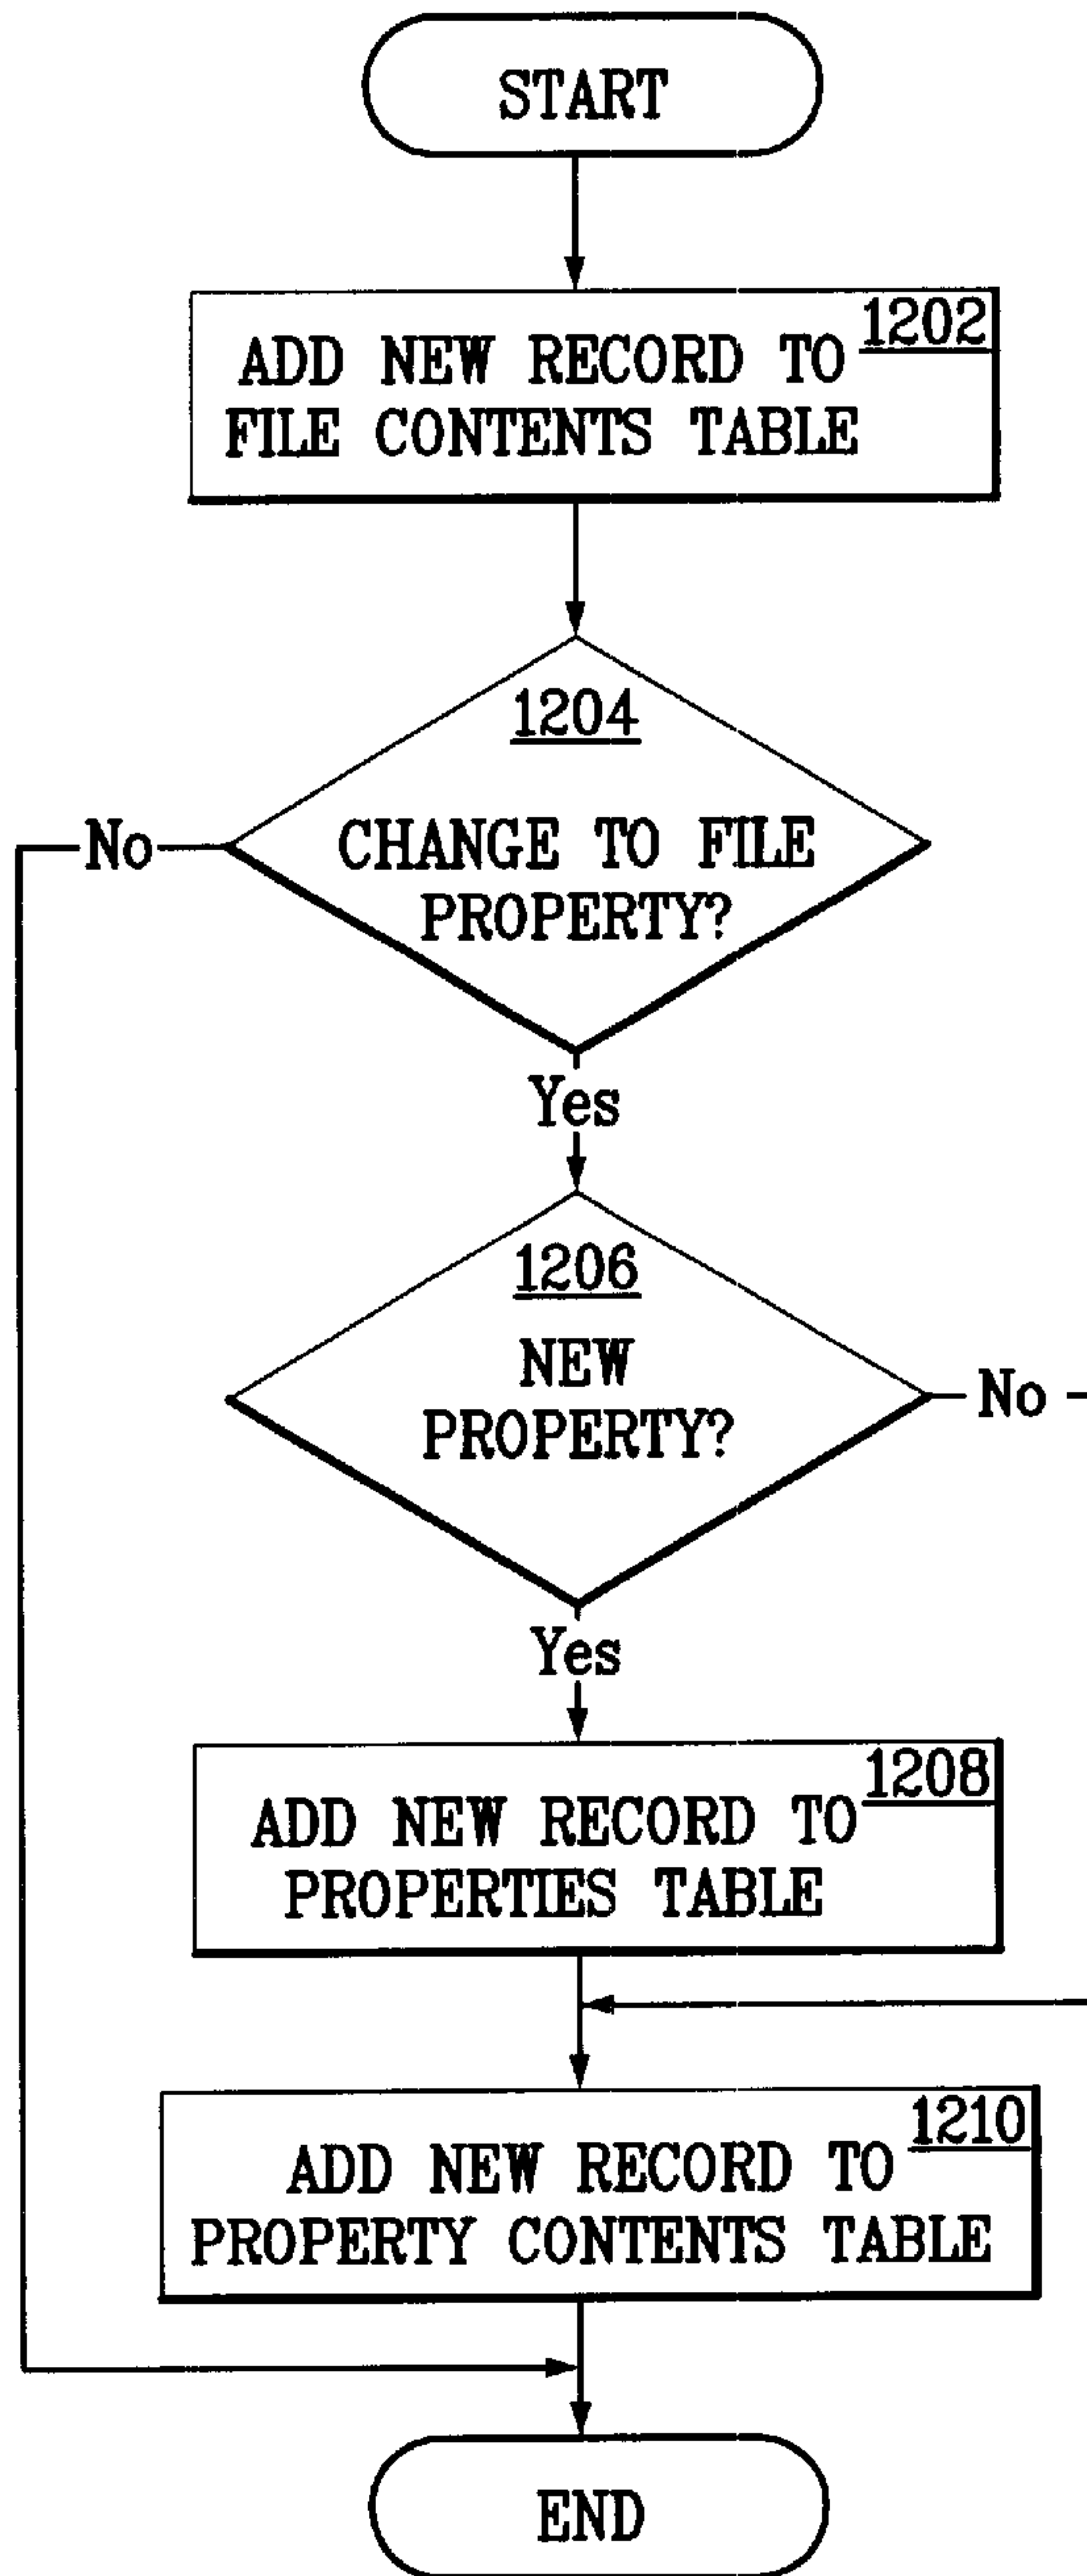 START
1202
ADD NEW RECORD TO
FILE CONTENTS TABLE
1204
No
CHANGE TO FILE
PROPERTY?
Yes
1206
NEW
PROPERTY?
No
Yes
1208
ADD NEW RECORD TO
PROPERTIES TABLE
1210
ADD NEW RECORD TO
PROPERTY CONTENTS TABLE
END